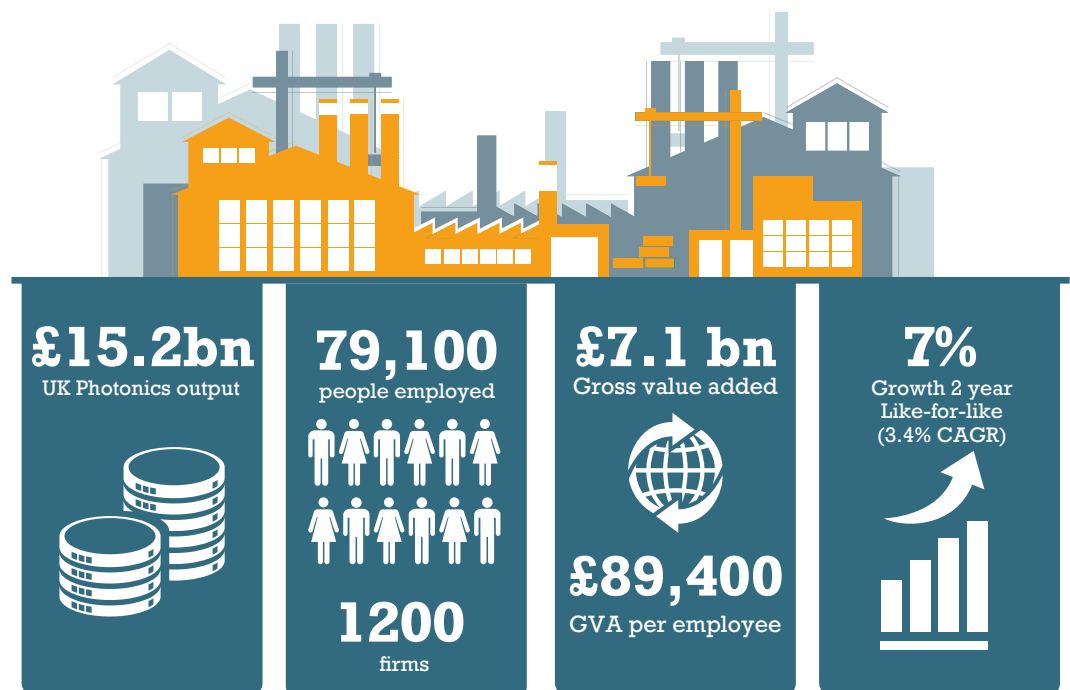 £15.2bn
UK Photonics output
79,100
people employed
1200
firms
£7.1 bn
Gross value added
£89,400
GVA per employee
7%
Growth 2 year
Like-for-like
(3.4% CAGR)